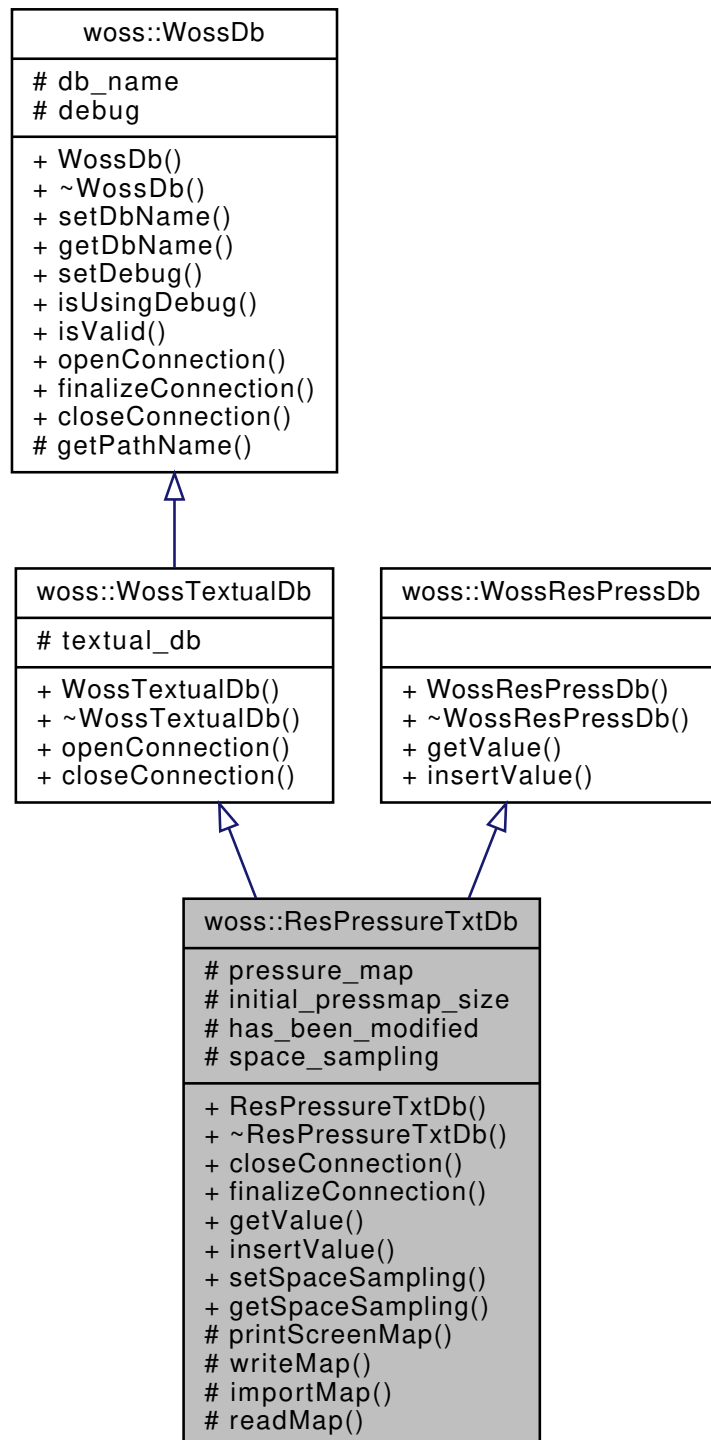 woss::WossDb
# db_name
# debug
+ WossDb()
+ ~WossDb()
+ setDbName()
+ getDbName()
+ setDebug()
+ isUsingDebug()
+ isValid()
+ openConnection()
+ finalizeConnection()
+ closeConnection()
# getPathName()
woss::WossTextualDb
# textual_db
+ WossTextualDb()
+ ~WossTextualDb()
+ openConnection()
+ closeConnection()
woss::WossResPressDb
+ WossResPressDb()
+ ~WossResPressDb()
+ getValue()
+ insertValue()
woss::ResPressureTxtDb
# pressure_map
# initial_pressmap_size
# has_been_modified
# space_sampling
+ ResPressureTxtDb()
+ ~ResPressureTxtDb()
+ closeConnection()
+ finalizeConnection()
+ getValue()
+ insertValue()
+ setSpaceSampling()
+ getSpaceSampling()
# printScreenMap()
# writeMap()
# importMap()
# readMap()